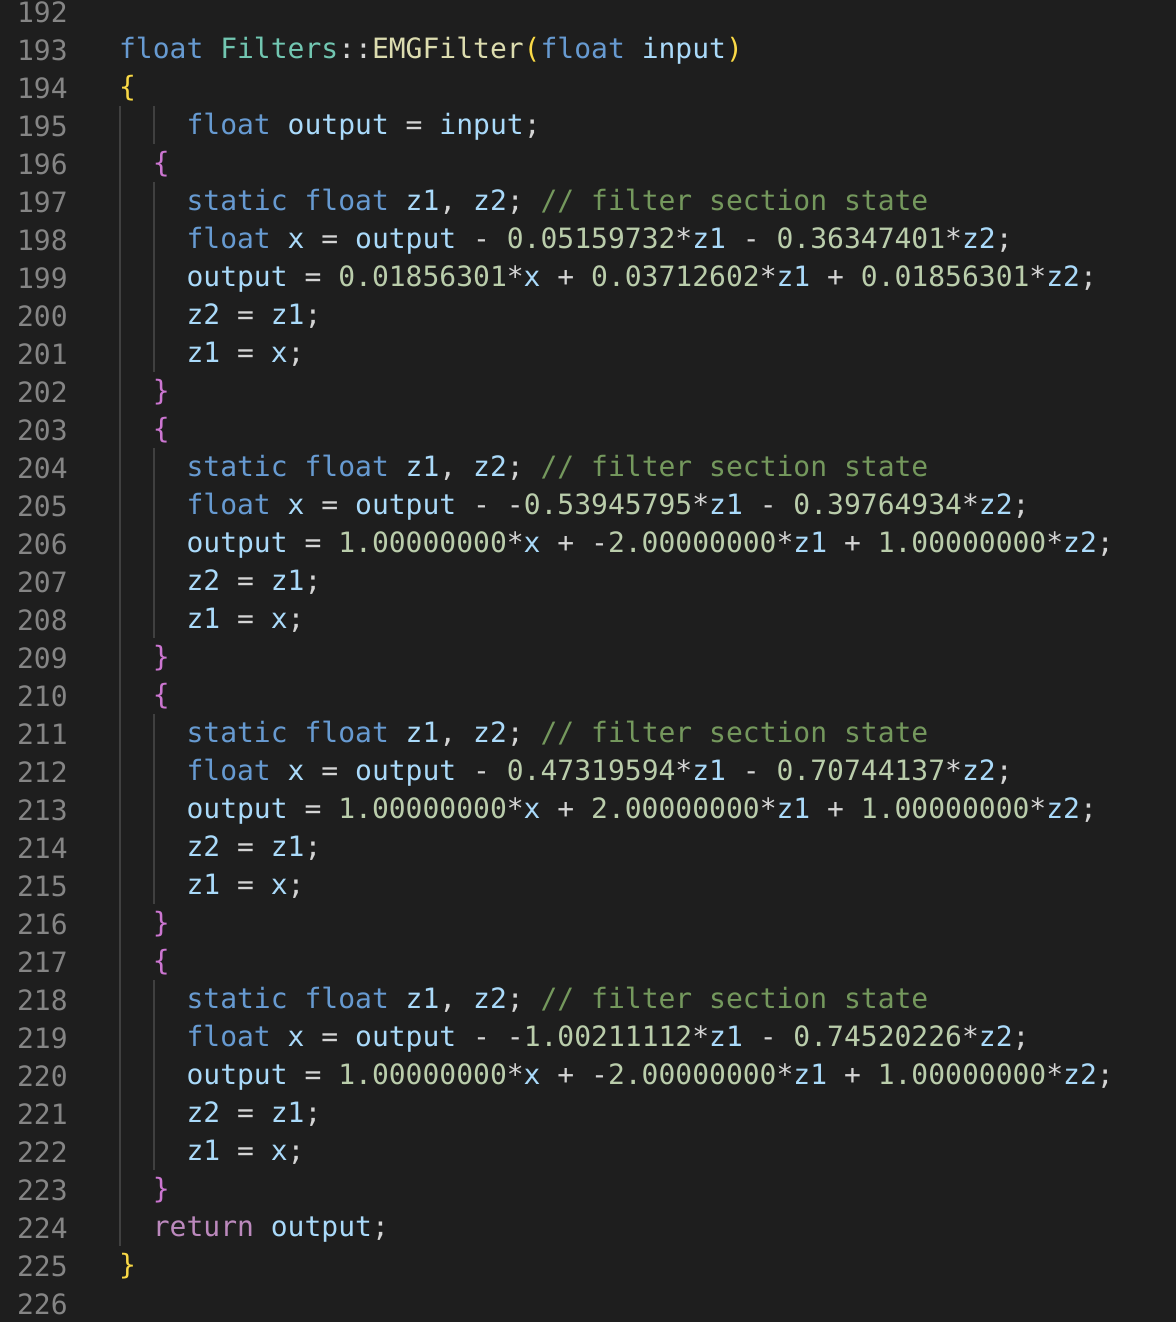 192
193 float Filters::EMGFilter(float input)
194 {
195 float output = input;
196 {
197 static float z1, z2; // filter section state
198 float x = output - 0.05159732*z1 - 0.36347401*z2;
199 output = 0.01856301*x + 0.03712602*z1 + 0.01856301*z2;
200 z2 = z1;
201 z1 = x;
202 }
203 {
204 static float z1, z2; // filter section state
205 float x = output - -0.53945795*z1 - 0.39764934*z2;
206 output = 1.00000000*x + -2.00000000*z1 + 1.00000000*z2;
207 z2 = z1;
208 z1 = x;
209 }
210 {
211 static float z1, z2; // filter section state
212 float x = output - 0.47319594*z1 - 0.70744137*z2;
213 output = 1.00000000*x + 2.00000000*z1 + 1.00000000*z2;
214 z2 = z1;
215 z1 = x;
216 }
217 {
218 static float z1, z2; // filter section state
219 float x = output - -1.00211112*z1 - 0.74520226*z2;
220 output = 1.00000000*x + -2.00000000*z1 + 1.00000000*z2;
221 z2 = z1;
222 z1 = x;
223 }
224 return output;
225 }
226